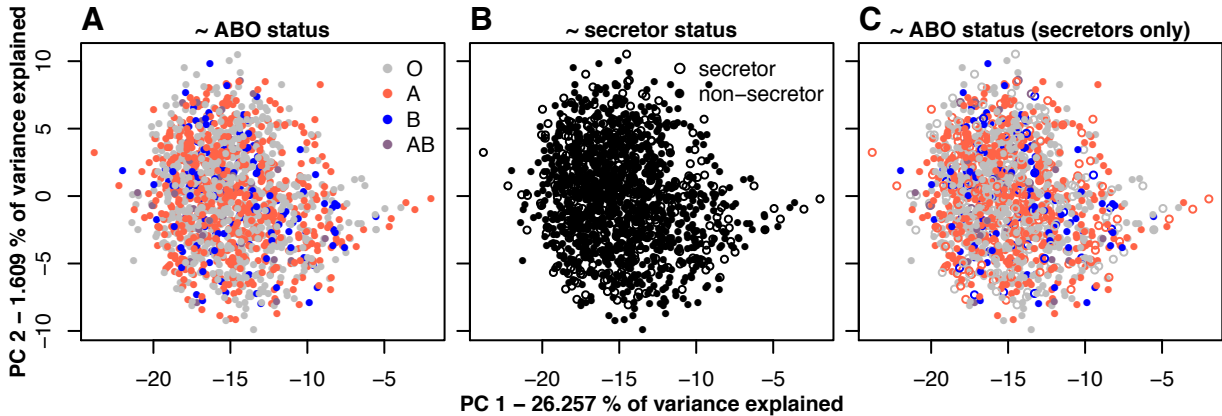 A
~ ABO status
B
~ secretor status
C
~ ABO status (secretors only)
PC 2 − 1.609 % of variance explained
10
5
0
−5
−10
O
A
B
AB
secretor
non−secretor
−20 −15 −10 −5
−20 −15 −10 −5
−20 −15 −10 −5
PC 1 − 26.257 % of variance explained